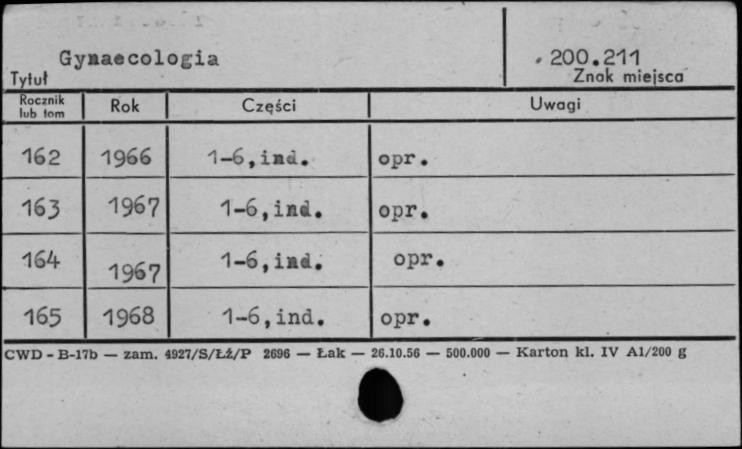 Gynaecologia 200.211
Tytuł Znak miejsca
Rocznik lub tom Rok Części Uwagi
162 1966 1-6,ind. opr.
163 1967 1-6,ind. opr.
164 1967 1-6,ind. opr.
165 1968 1-6,ind. opr.
CWD - B-17b — zam. 4927/S/ŁŹ/P 2696 — Łak — 26.10.56 — 500.000 — Karton kl. IV A1/200 g